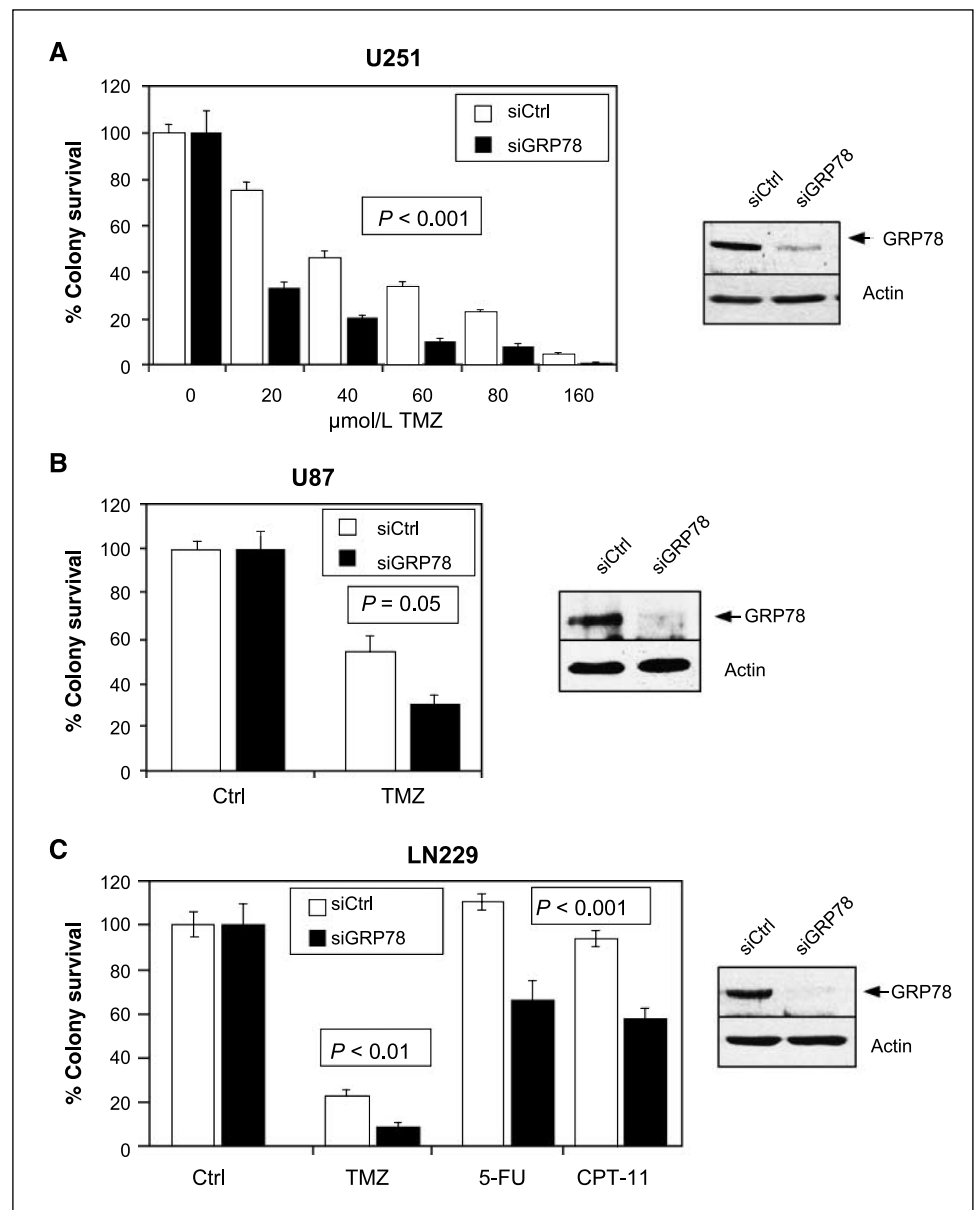 A
U251
120
100
80
60
40
20
0
% Colony survival
siCtrl
siGRP78
P < 0.001
0 20 40 60 80 160
µmol/L TMZ
siCtrl siGRP78
GRP78
Actin
B
U87
120
100
80
60
40
20
0
% Colony survival
siCtrl
siGRP78
P = 0.05
Ctrl TMZ
siCtrl siGRP78
GRP78
Actin
C
LN229
120
100
80
60
40
20
0
% Colony survival
siCtrl
siGRP78
P < 0.001
P < 0.01
Ctrl TMZ 5-FU CPT-11
siCtrl siGRP78
GRP78
Actin